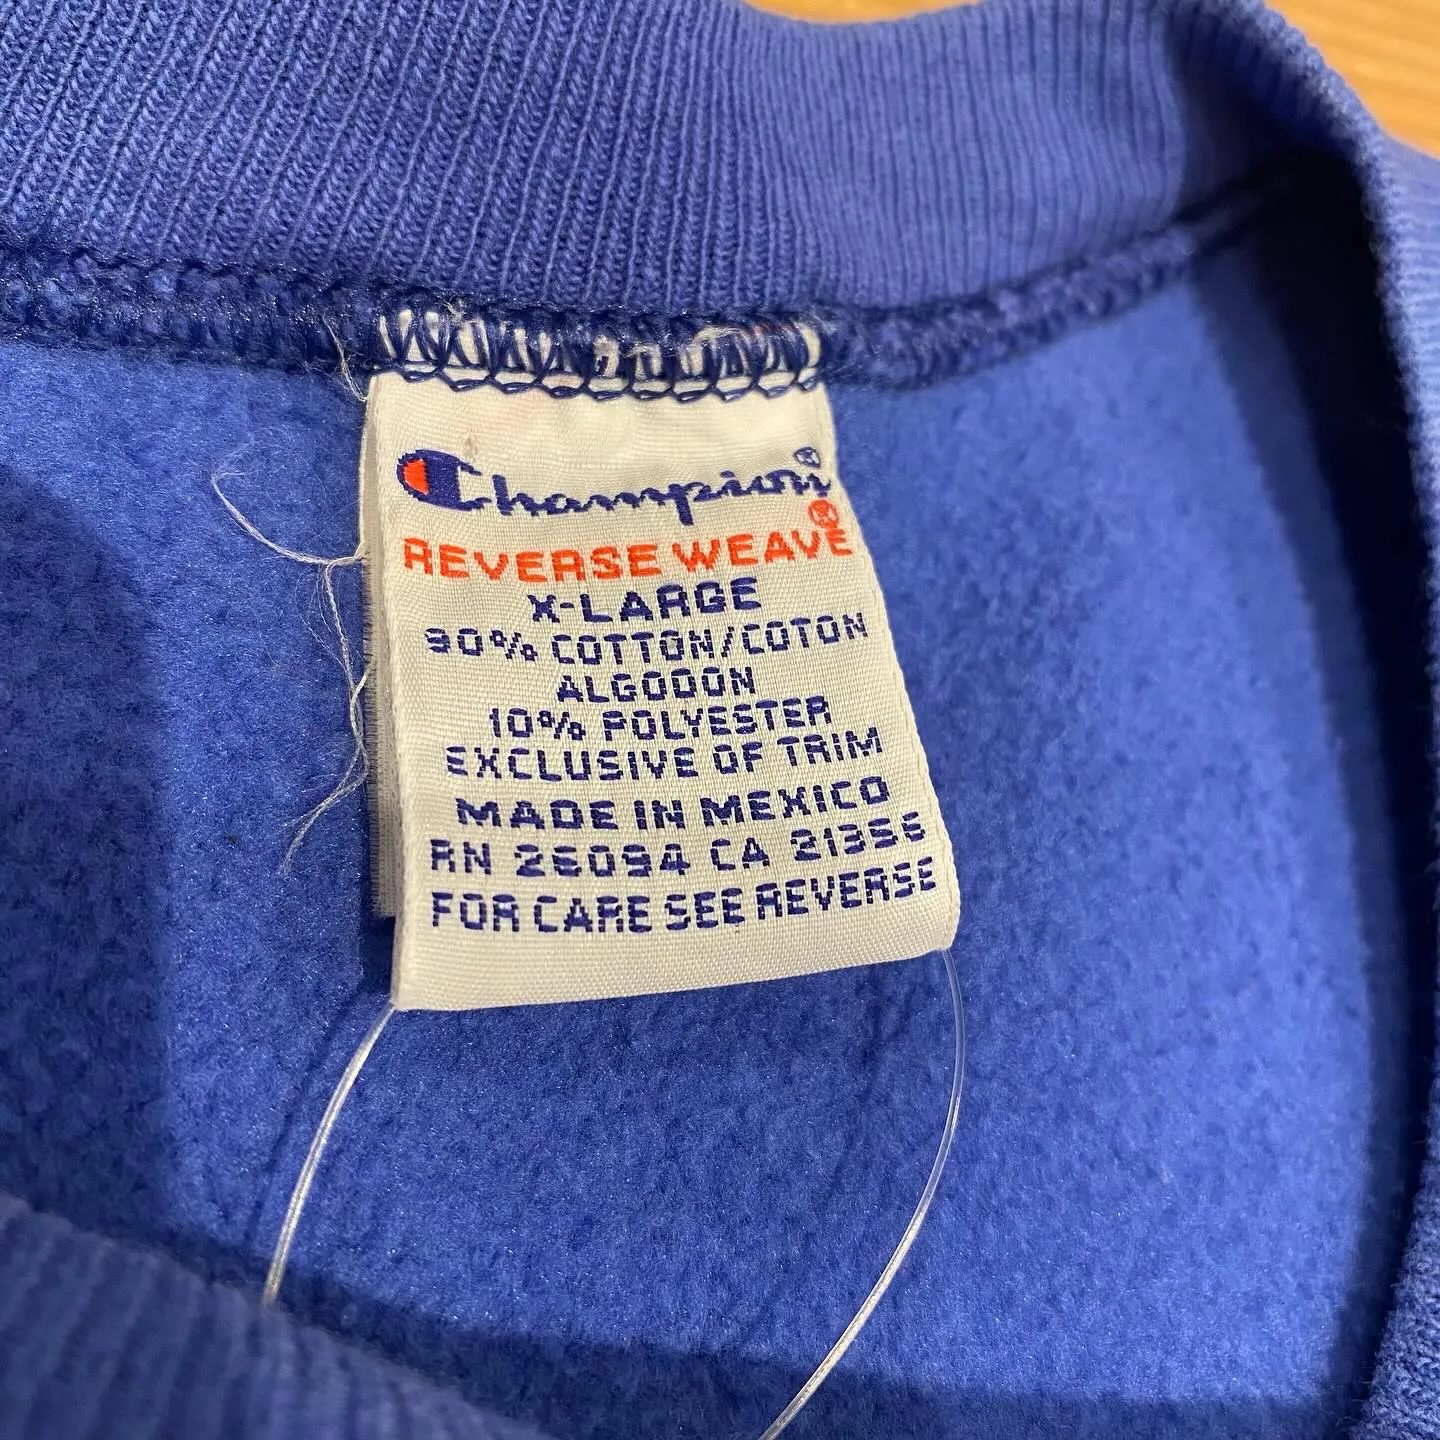 Champion®
REVERSE WEAVE®
X-LARGE
90% COTTON/COTON
ALGODON
10% POLYESTER
EXCLUSIVE OF TRIM
MADE IN MEXICO
RN 26094 CA 21356
FOR CARE SEE REVERSE